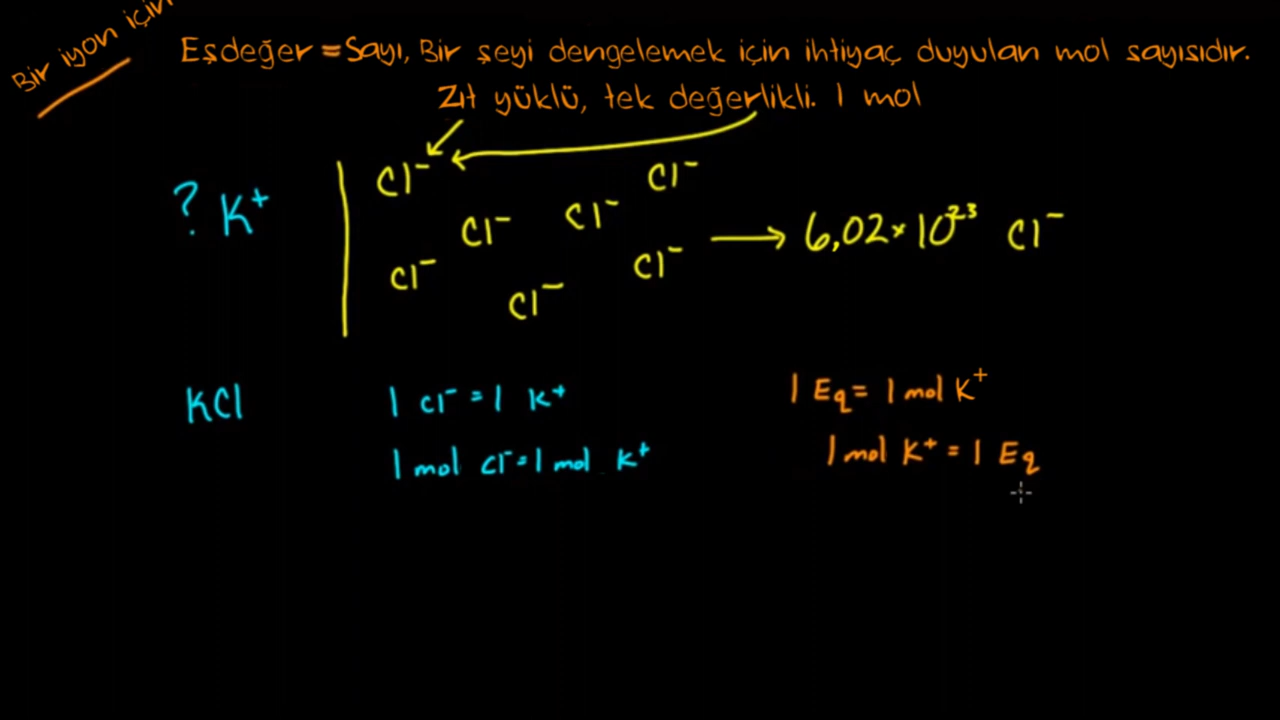 Bir iyon için
Eşdeğer = Sayı, Bir şeyi dengelemek için ihtiyaç duyulan mol sayısıdır.
Zıt yüklü, tek değerlikli. 1 mol
? K⁺
Cl⁻ Cl⁻
Cl⁻ Cl⁻
Cl⁻ Cl⁻
Cl⁻
→ 6,02 × 10²³ Cl⁻
KCl
1 Cl⁻ = 1 K⁺
1 mol Cl⁻ = 1 mol K⁺
1 Eq = 1 mol K⁺
1 mol K⁺ = 1 Eq